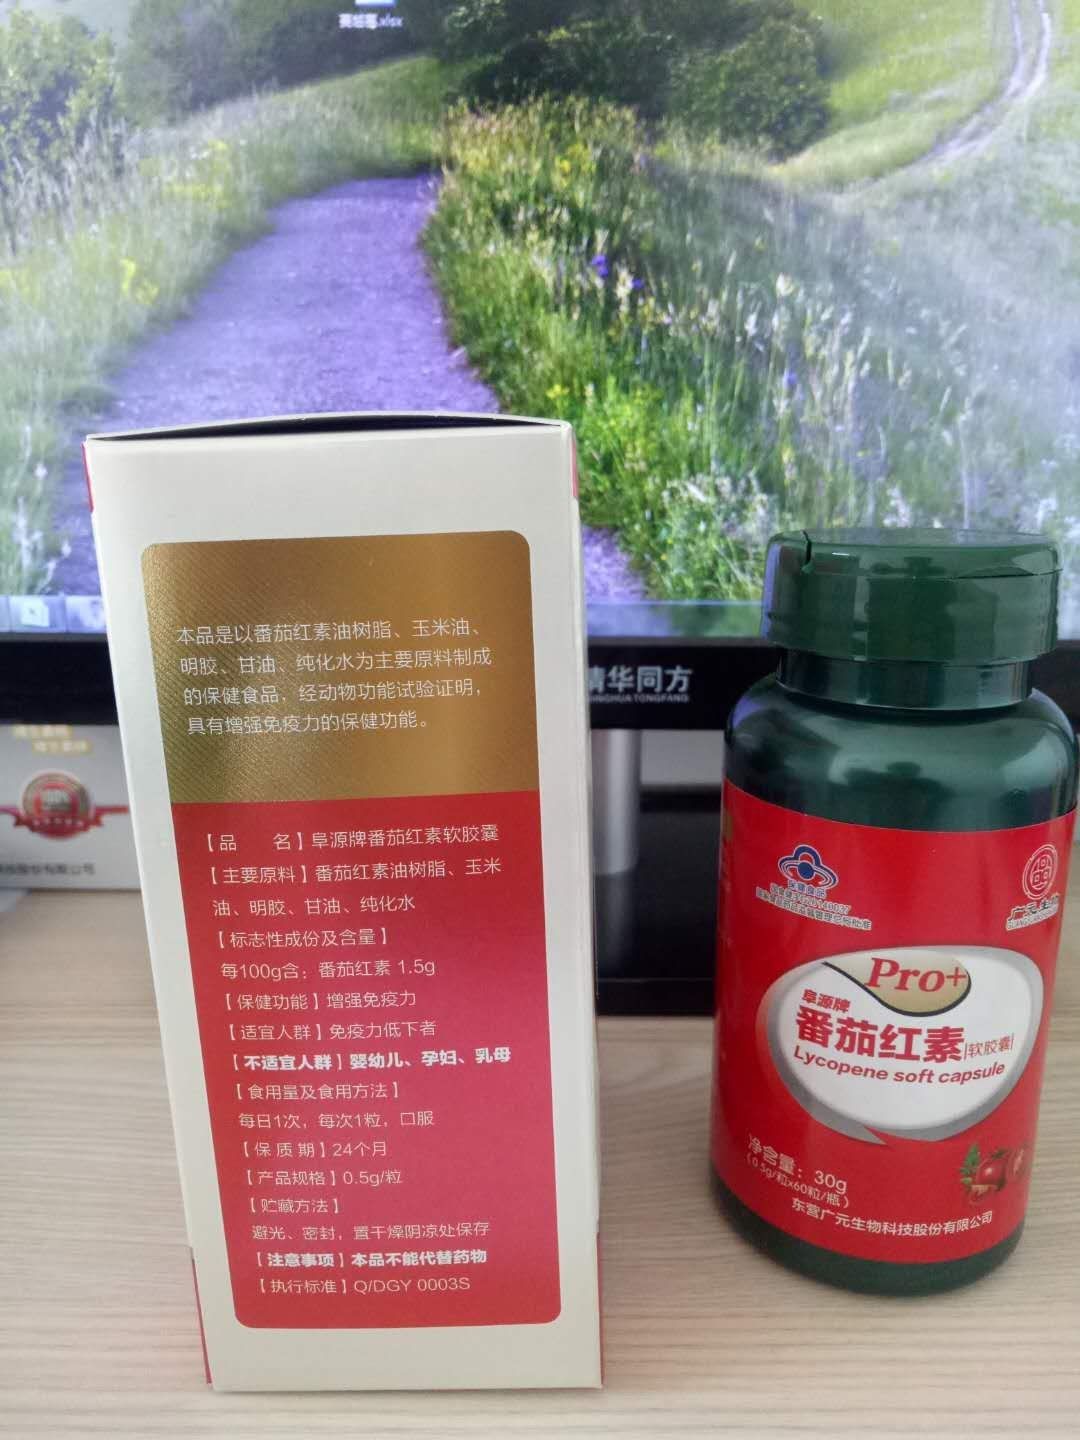 .xlsx
清华同方
TSINGHUA TONGFANG
本品是以番茄红素油树脂、玉米油、
明胶、甘油、纯化水为主要原料制成
的保健食品，经动物功能试验证明，
具有增强免疫力的保健功能。
【品 名】阜源牌番茄红素软胶囊
【主要原料】番茄红素油树脂、玉米
油、明胶、甘油、纯化水
【标志性成份及含量】
每100g含：番茄红素 1.5g
【保健功能】增强免疫力
【适宜人群】免疫力低下者
【不适宜人群】婴幼儿、孕妇、乳母
【食用量及食用方法】
每日1次，每次1粒，口服
【保 质 期】24个月
【产品规格】0.5g/粒
【贮藏方法】
避光、密封，置干燥阴凉处保存
【注意事项】本品不能代替药物
【执行标准】Q/DGY 0003S
保健食品
广元生物
Pro+
阜源牌
番茄红素
软胶囊
Lycopene soft capsule
净含量：30g
（0.5g/粒x60粒/瓶）
东营广元生物科技股份有限公司